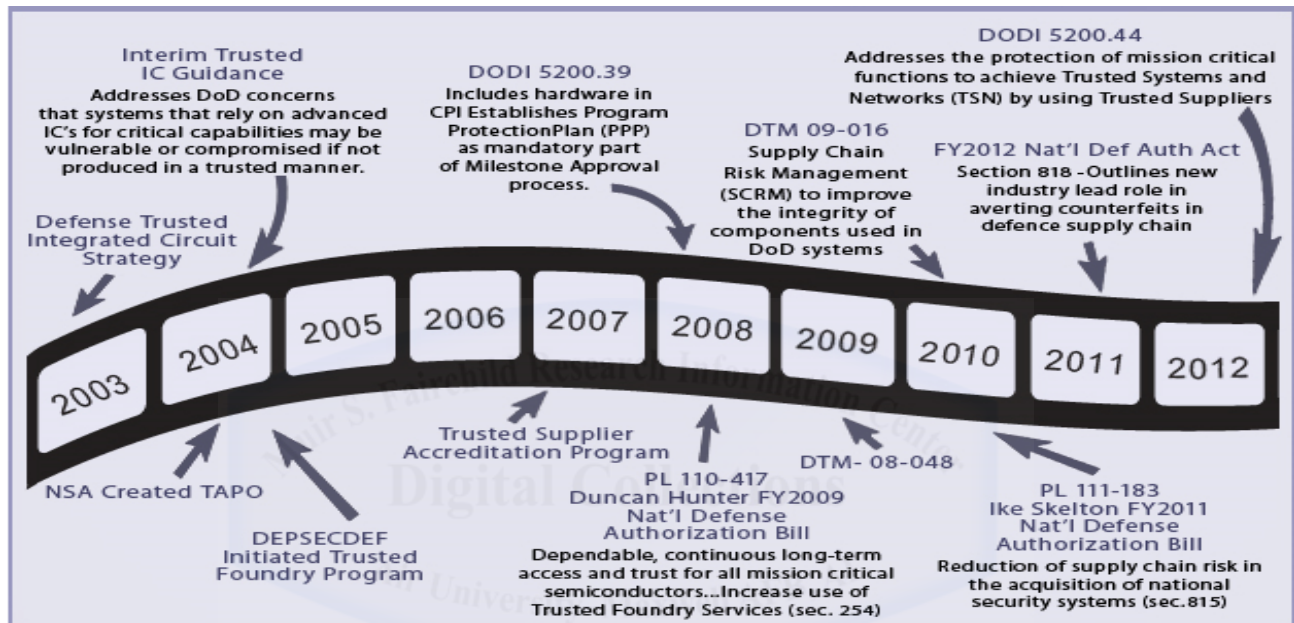 Interim Trusted
IC Guidance
Addresses DoD concerns
that systems that rely on advanced
IC's for critical capabilities may be
vulnerable or compromised if not
produced in a trusted manner.
Defense Trusted
Integrated Circuit
Strategy
DODI 5200.39
Includes hardware in
CPI Establishes Program
ProtectionPlan (PPP)
as mandatory part
of Milestone Approval
process.
DTM 09-016
Supply Chain
Risk Management
(SCRM) to improve
the integrity of
components used in
DoD systems
DODI 5200.44
Addresses the protection of mission critical
functions to achieve Trusted Systems and
Networks (TSN) by using Trusted Suppliers
FY2012 Nat'l Def Auth Act
Section 818 -Outlines new
industry lead role in
averting counterfeits in
defence supply chain
2003
2004
2005
2006
2007
2008
2009
2010
2011
2012
NSA Created TAPO
DEPSECDEF
Initiated Trusted
Foundry Program
Trusted Supplier
Accreditation Program
PL 110-417
Duncan Hunter FY2009
Nat'l Defense
Authorization Bill
Dependable, continuous long-term
access and trust for all mission critical
semiconductors...Increase use of
Trusted Foundry Services (sec. 254)
DTM- 08-048
PL 111-183
Ike Skelton FY2011
Nat'l Defense
Authorization Bill
Reduction of supply chain risk in
the acquisition of national
security systems (sec.815)
Muir S. Fairchild Research Information Center
Digital Collections